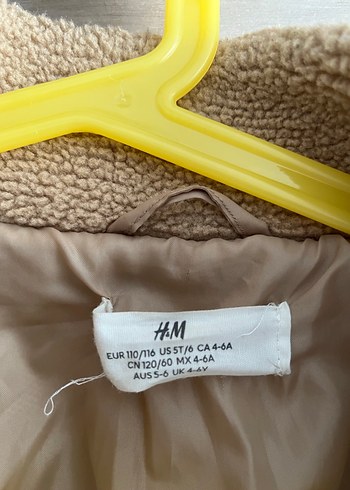 H&M
EUR 110/116 US 5T/6 CA 4-6A
CN 120/60 MX 4-6A
AUS 5-6 UK 4-6Y